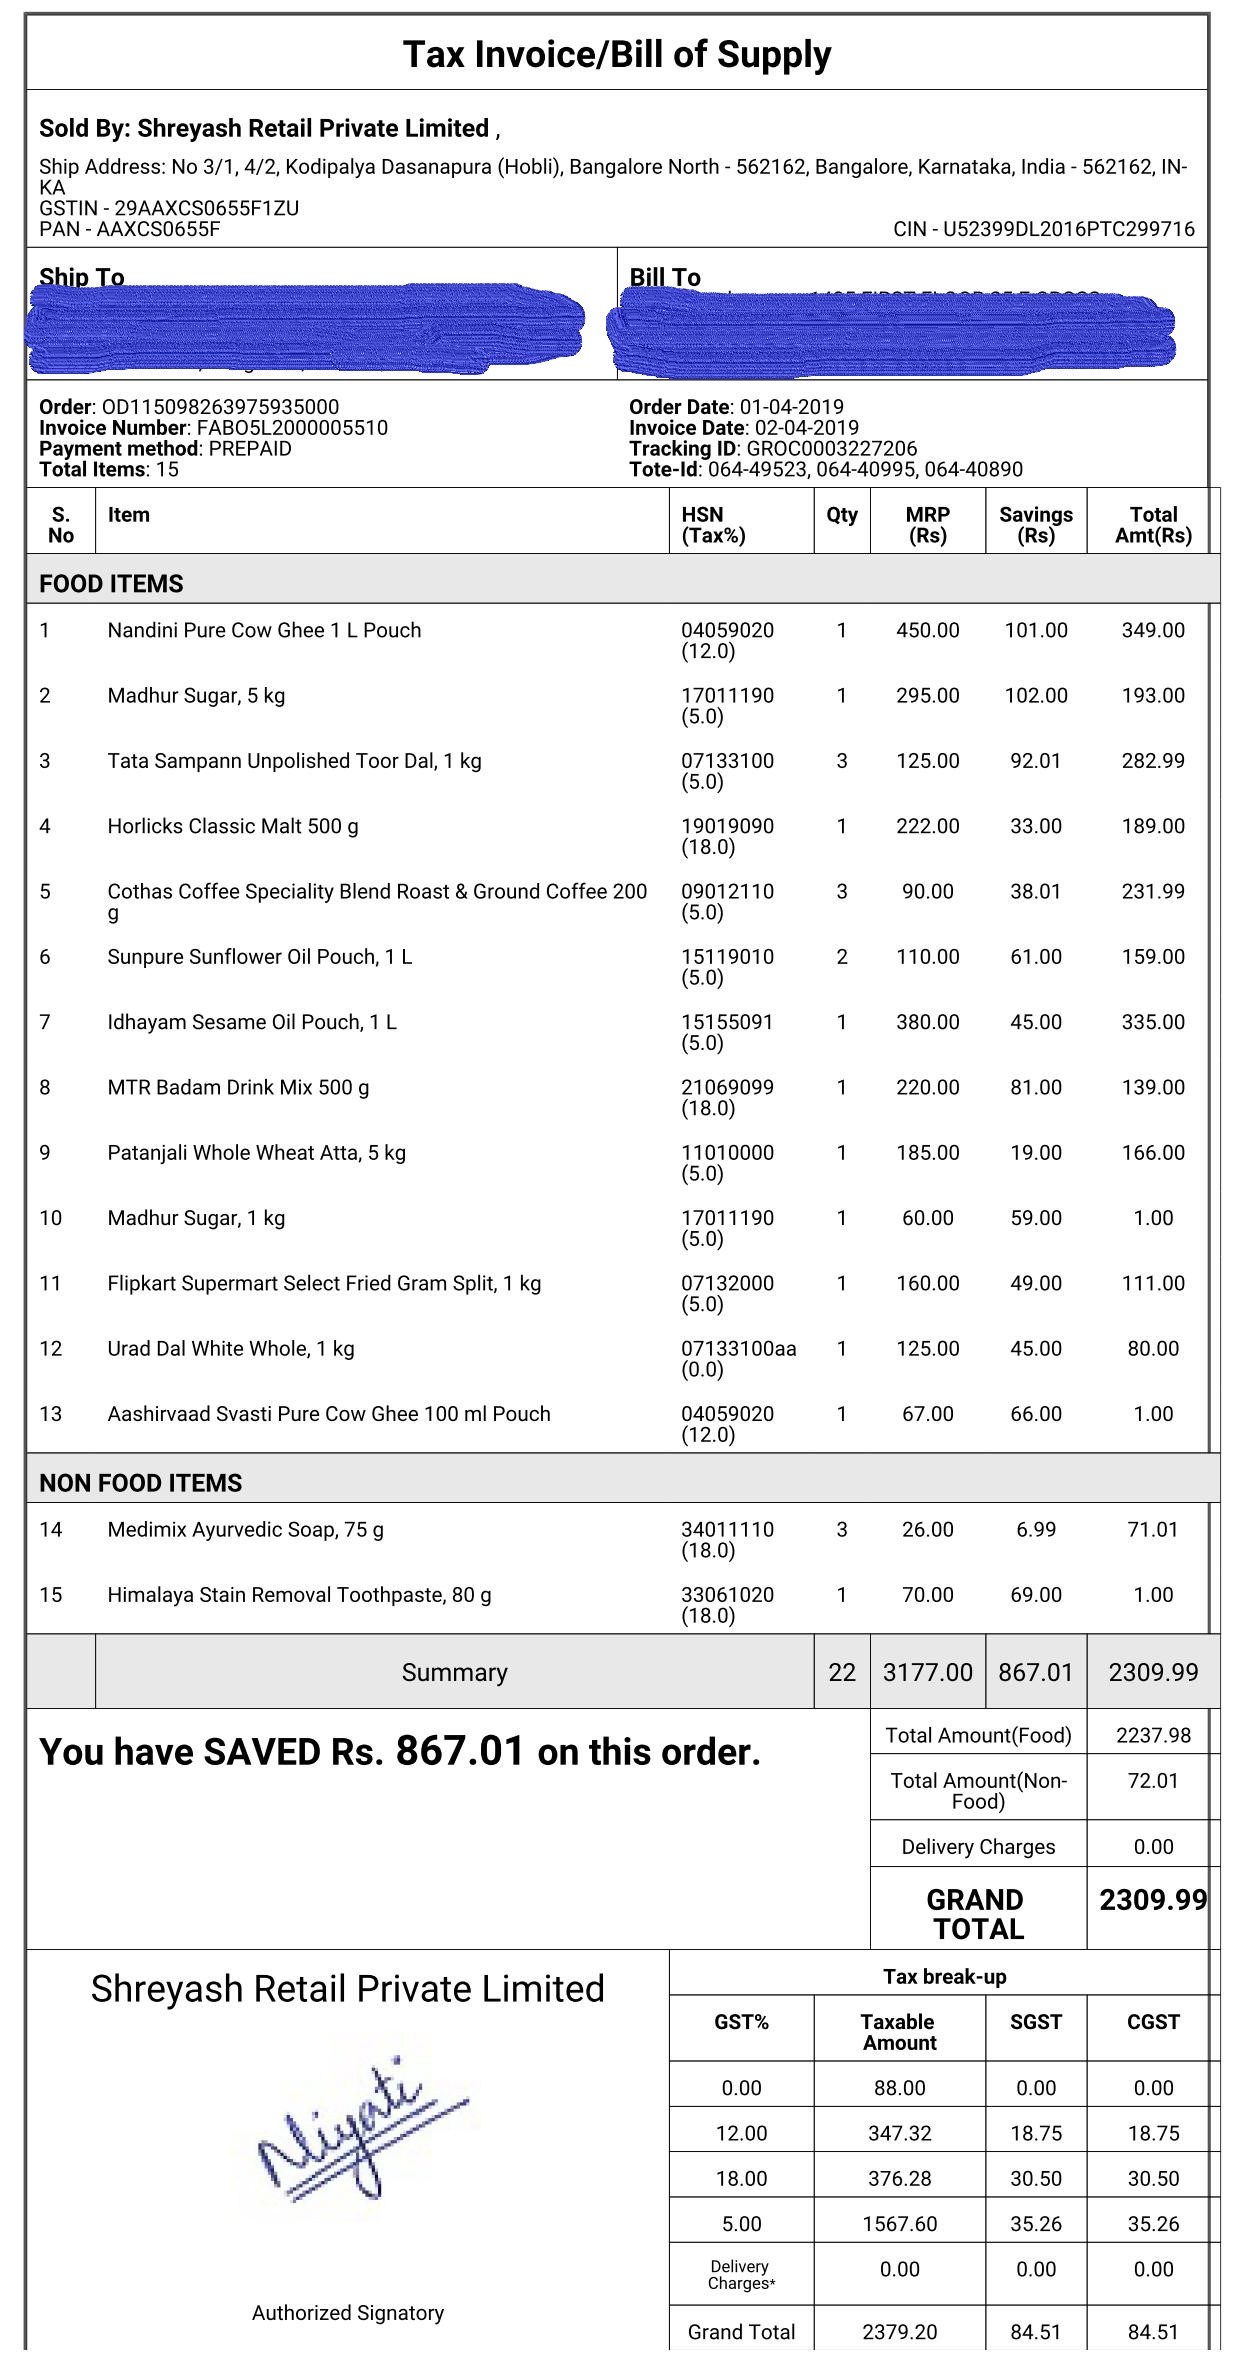 Tax Invoice/Bill of Supply
Sold By: Shreyash Retail Private Limited ,
Ship Address: No 3/1, 4/2, Kodipalya Dasanapura (Hobli), Bangalore North - 562162, Bangalore, Karnataka, India - 562162, IN-
KA
GSTIN - 29AAXCS0655F1ZU
PAN - AAXCS0655F CIN - U52399DL2016PTC299716
Ship To Bill To
Order: OD115098263975935000 Order Date: 01-04-2019
Invoice Number: FABO5L2000005510 Invoice Date: 02-04-2019
Payment method: PREPAID Tracking ID: GROC0003227206
Total Items: 15 Tote-Id: 064-49523, 064-40995, 064-40890
S. Item HSN Qty MRP Savings Total
No (Tax%) (Rs) (Rs) Amt(Rs)
FOOD ITEMS
1 Nandini Pure Cow Ghee 1 L Pouch 04059020 1 450.00 101.00 349.00
(12.0)
2 Madhur Sugar, 5 kg 17011190 1 295.00 102.00 193.00
(5.0)
3 Tata Sampann Unpolished Toor Dal, 1 kg 07133100 3 125.00 92.01 282.99
(5.0)
4 Horlicks Classic Malt 500 g 19019090 1 222.00 33.00 189.00
(18.0)
5 Cothas Coffee Speciality Blend Roast & Ground Coffee 200 09012110 3 90.00 38.01 231.99
g (5.0)
6 Sunpure Sunflower Oil Pouch, 1 L 15119010 2 110.00 61.00 159.00
(5.0)
7 Idhayam Sesame Oil Pouch, 1 L 15155091 1 380.00 45.00 335.00
(5.0)
8 MTR Badam Drink Mix 500 g 21069099 1 220.00 81.00 139.00
(18.0)
9 Patanjali Whole Wheat Atta, 5 kg 11010000 1 185.00 19.00 166.00
(5.0)
10 Madhur Sugar, 1 kg 17011190 1 60.00 59.00 1.00
(5.0)
11 Flipkart Supermart Select Fried Gram Split, 1 kg 07132000 1 160.00 49.00 111.00
(5.0)
12 Urad Dal White Whole, 1 kg 07133100aa 1 125.00 45.00 80.00
(0.0)
13 Aashirvaad Svasti Pure Cow Ghee 100 ml Pouch 04059020 1 67.00 66.00 1.00
(12.0)
NON FOOD ITEMS
14 Medimix Ayurvedic Soap, 75 g 34011110 3 26.00 6.99 71.01
(18.0)
15 Himalaya Stain Removal Toothpaste, 80 g 33061020 1 70.00 69.00 1.00
(18.0)
Summary 22 3177.00 867.01 2309.99
You have SAVED Rs. 867.01 on this order.
Total Amount(Food) 2237.98
Total Amount(Non- 72.01
Food)
Delivery Charges 0.00
GRAND 2309.99
TOTAL
Shreyash Retail Private Limited
Niyati
Authorized Signatory
Tax break-up
GST% Taxable SGST CGST
Amount
0.00 88.00 0.00 0.00
12.00 347.32 18.75 18.75
18.00 376.28 30.50 30.50
5.00 1567.60 35.26 35.26
Delivery 0.00 0.00 0.00
Charges*
Grand Total 2379.20 84.51 84.51